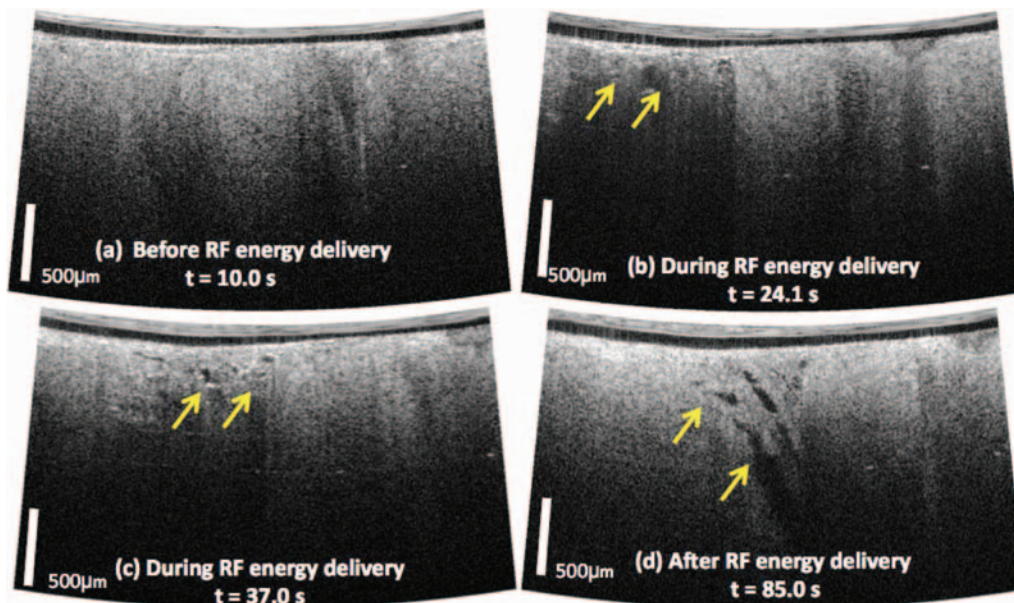 (a) Before RF energy delivery
t = 10.0 s
500µm
(b) During RF energy delivery
t = 24.1 s
500µm
(c) During RF energy delivery
t = 37.0 s
500µm
(d) After RF energy delivery
t = 85.0 s
500µm